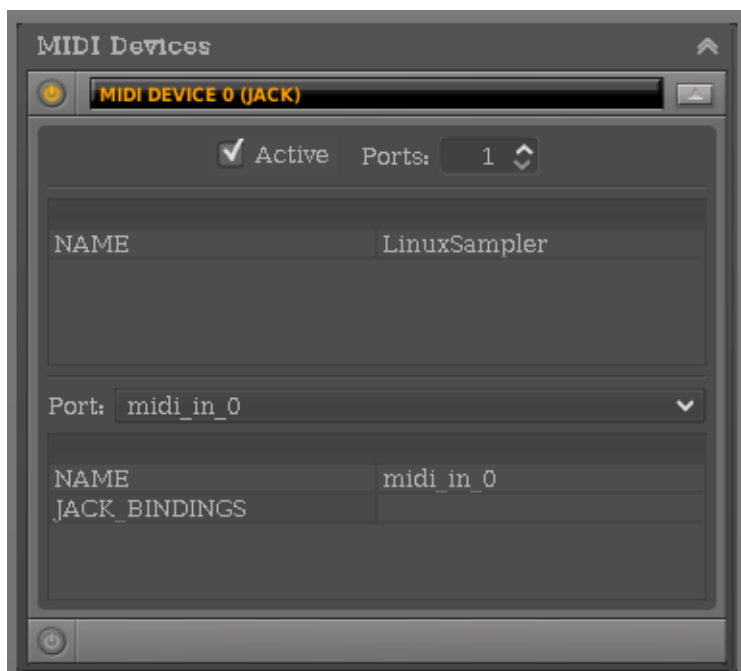 MIDI Devices
MIDI DEVICE 0 (JACK)
Active Ports: 1
NAME LinuxSampler
Port: midi_in_0
NAME midi_in_0
JACK_BINDINGS